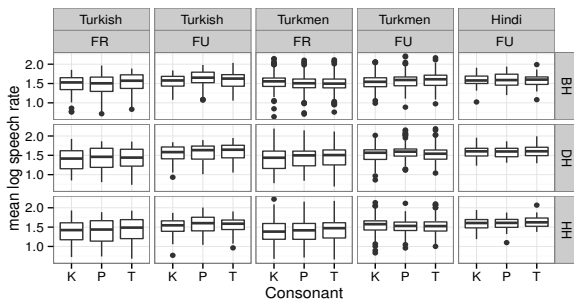 Turkish Turkish Turkmen Turkmen Hindi
FR FU FR FU FU
mean log speech rate
2.0
1.5
1.0
BH
2.0
1.5
1.0
DH
2.0
1.5
1.0
HH
K P T K P T K P T K P T K P T
Consonant